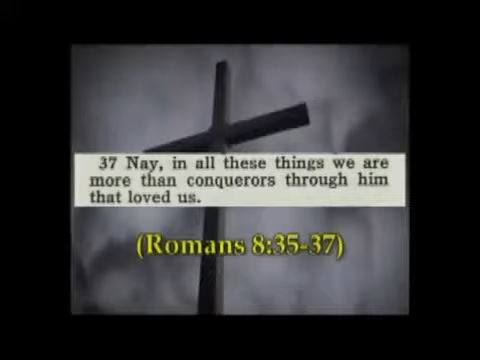 37 Nay, in all these things we are
more than conquerors through him
that loved us.
(Romans 8:35-37)